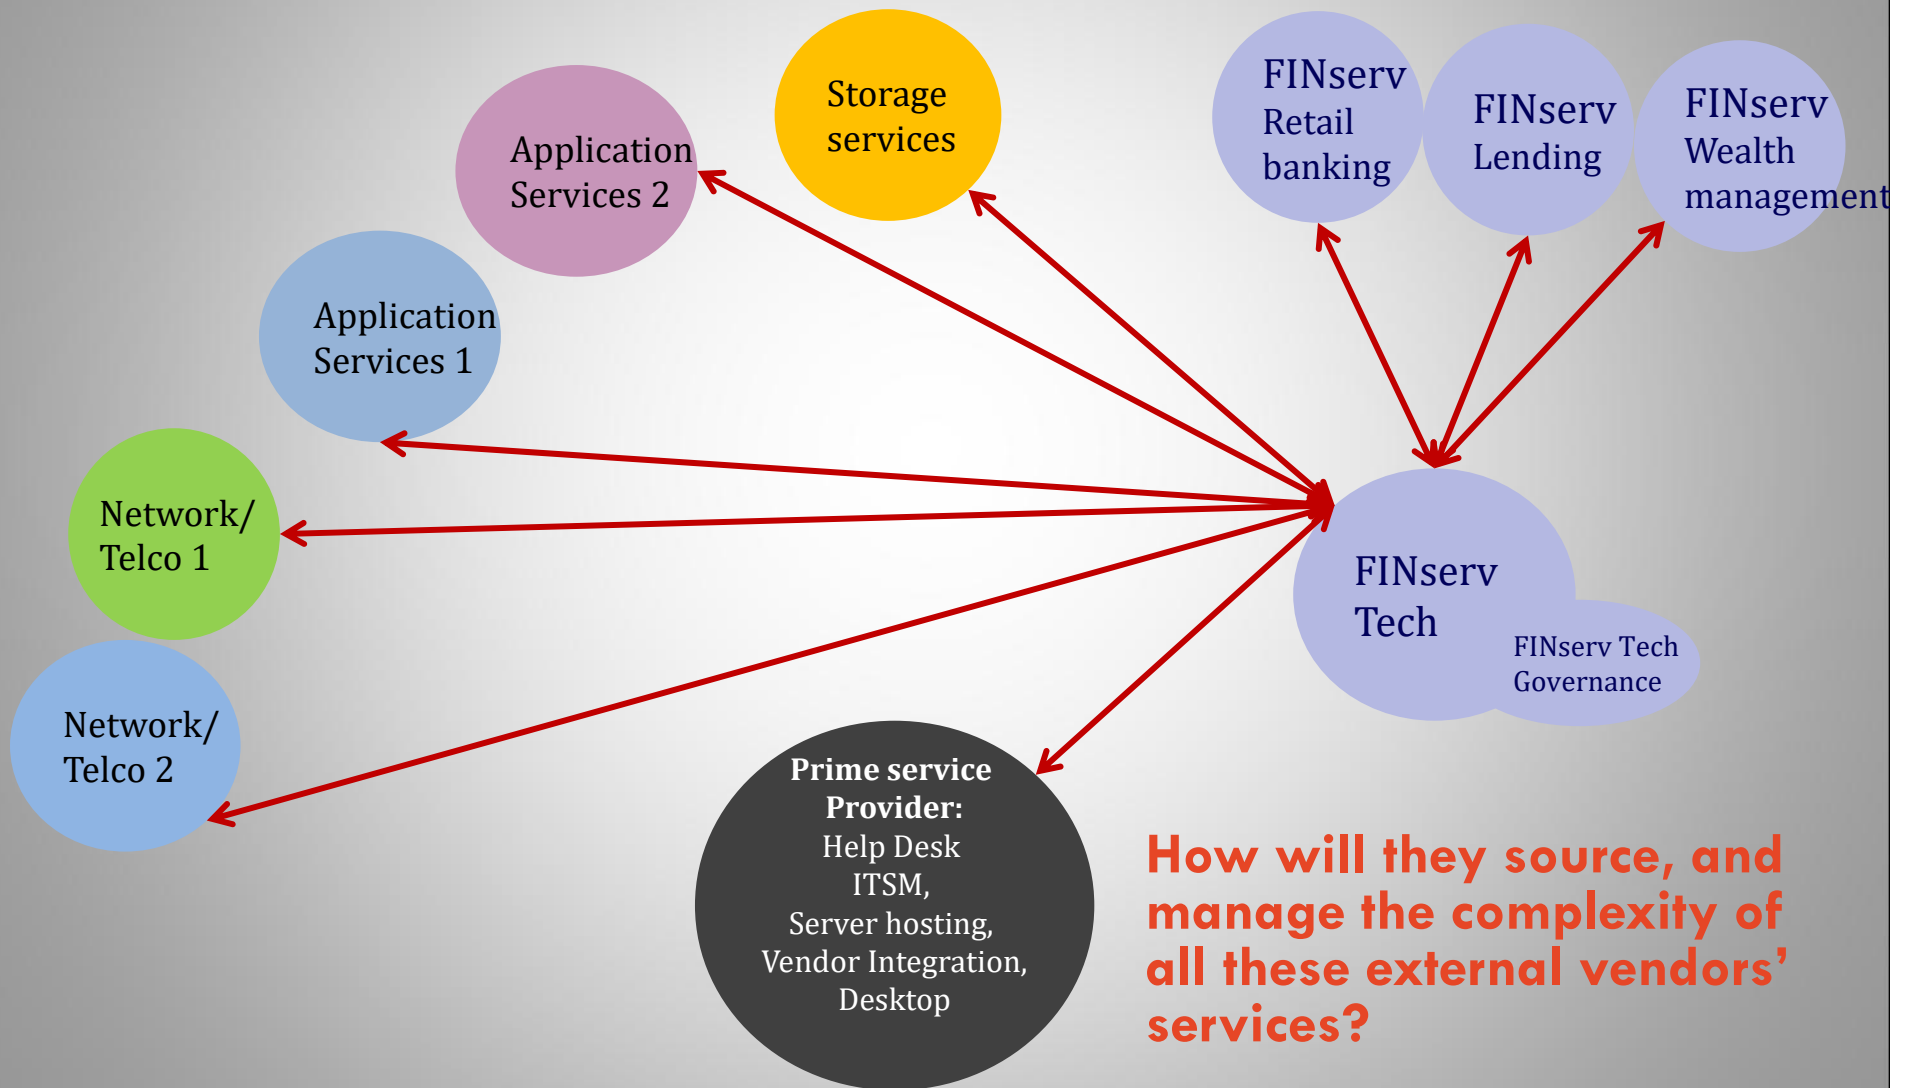 Storage
services
FINserv
Retail
banking
FINserv
Lending
FINserv
Wealth
management
Application
Services 2
Application
Services 1
Network/
Telco 1
Network/
Telco 2
FINserv
Tech
FINserv Tech
Governance
Prime service
Provider:
Help Desk
ITSM,
Server hosting,
Vendor Integration,
Desktop
How will they source, and
manage the complexity of
all these external vendors’
services?